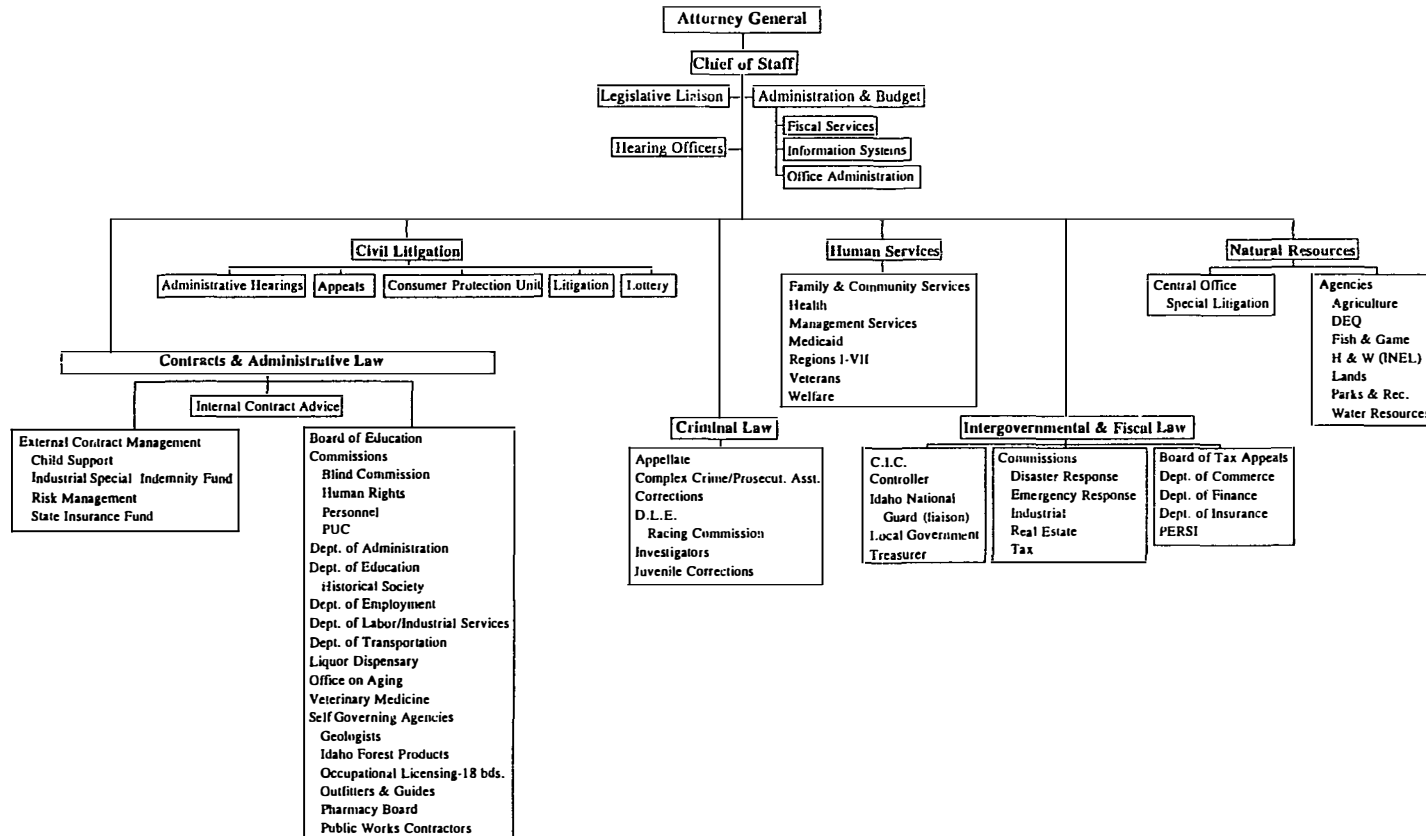 Attorney General
Chief of Staff
Legislative Liaison
Administration & Budget
Fiscal Services
Hearing Officers
Information Systems
Office Administration
Civil Litigation
Administrative Hearings
Appeals
Consumer Protection Unit
Litigation
Lottery
Human Services
Family & Community Services
Health
Management Services
Medicaid
Regions I-VII
Veterans
Welfare
Natural Resources
Central Office
Special Litigation
Agencies
Agriculture
DEQ
Fish & Game
H & W (INEL)
Lands
Parks & Rec.
Water Resources
Contracts & Administrative Law
Internal Contract Advice
External Contract Management
Child Support
Industrial Special Indemnity Fund
Risk Management
State Insurance Fund
Board of Education
Commissions
Blind Commission
Human Rights
Personnel
PUC
Dept. of Administration
Dept. of Education
Historical Society
Dept. of Employment
Dept. of Labor/Industrial Services
Dept. of Transportation
Liquor Dispensary
Office on Aging
Veterinary Medicine
Self Governing Agencies
Geologists
Idaho Forest Products
Occupational Licensing-18 bds.
Outfitters & Guides
Pharmacy Board
Public Works Contractors
Criminal Law
Appellate
Complex Crime/Prosecut. Asst.
Corrections
D.L.E.
Racing Commission
Investigators
Juvenile Corrections
Intergovernmental & Fiscal Law
C.I.C.
Controller
Idaho National
Guard (liaison)
Local Government
Treasurer
Commissions
Disaster Response
Emergency Response
Industrial
Real Estate
Tax
Board of Tax Appeals
Dept. of Commerce
Dept. of Finance
Dept. of Insurance
PERSI